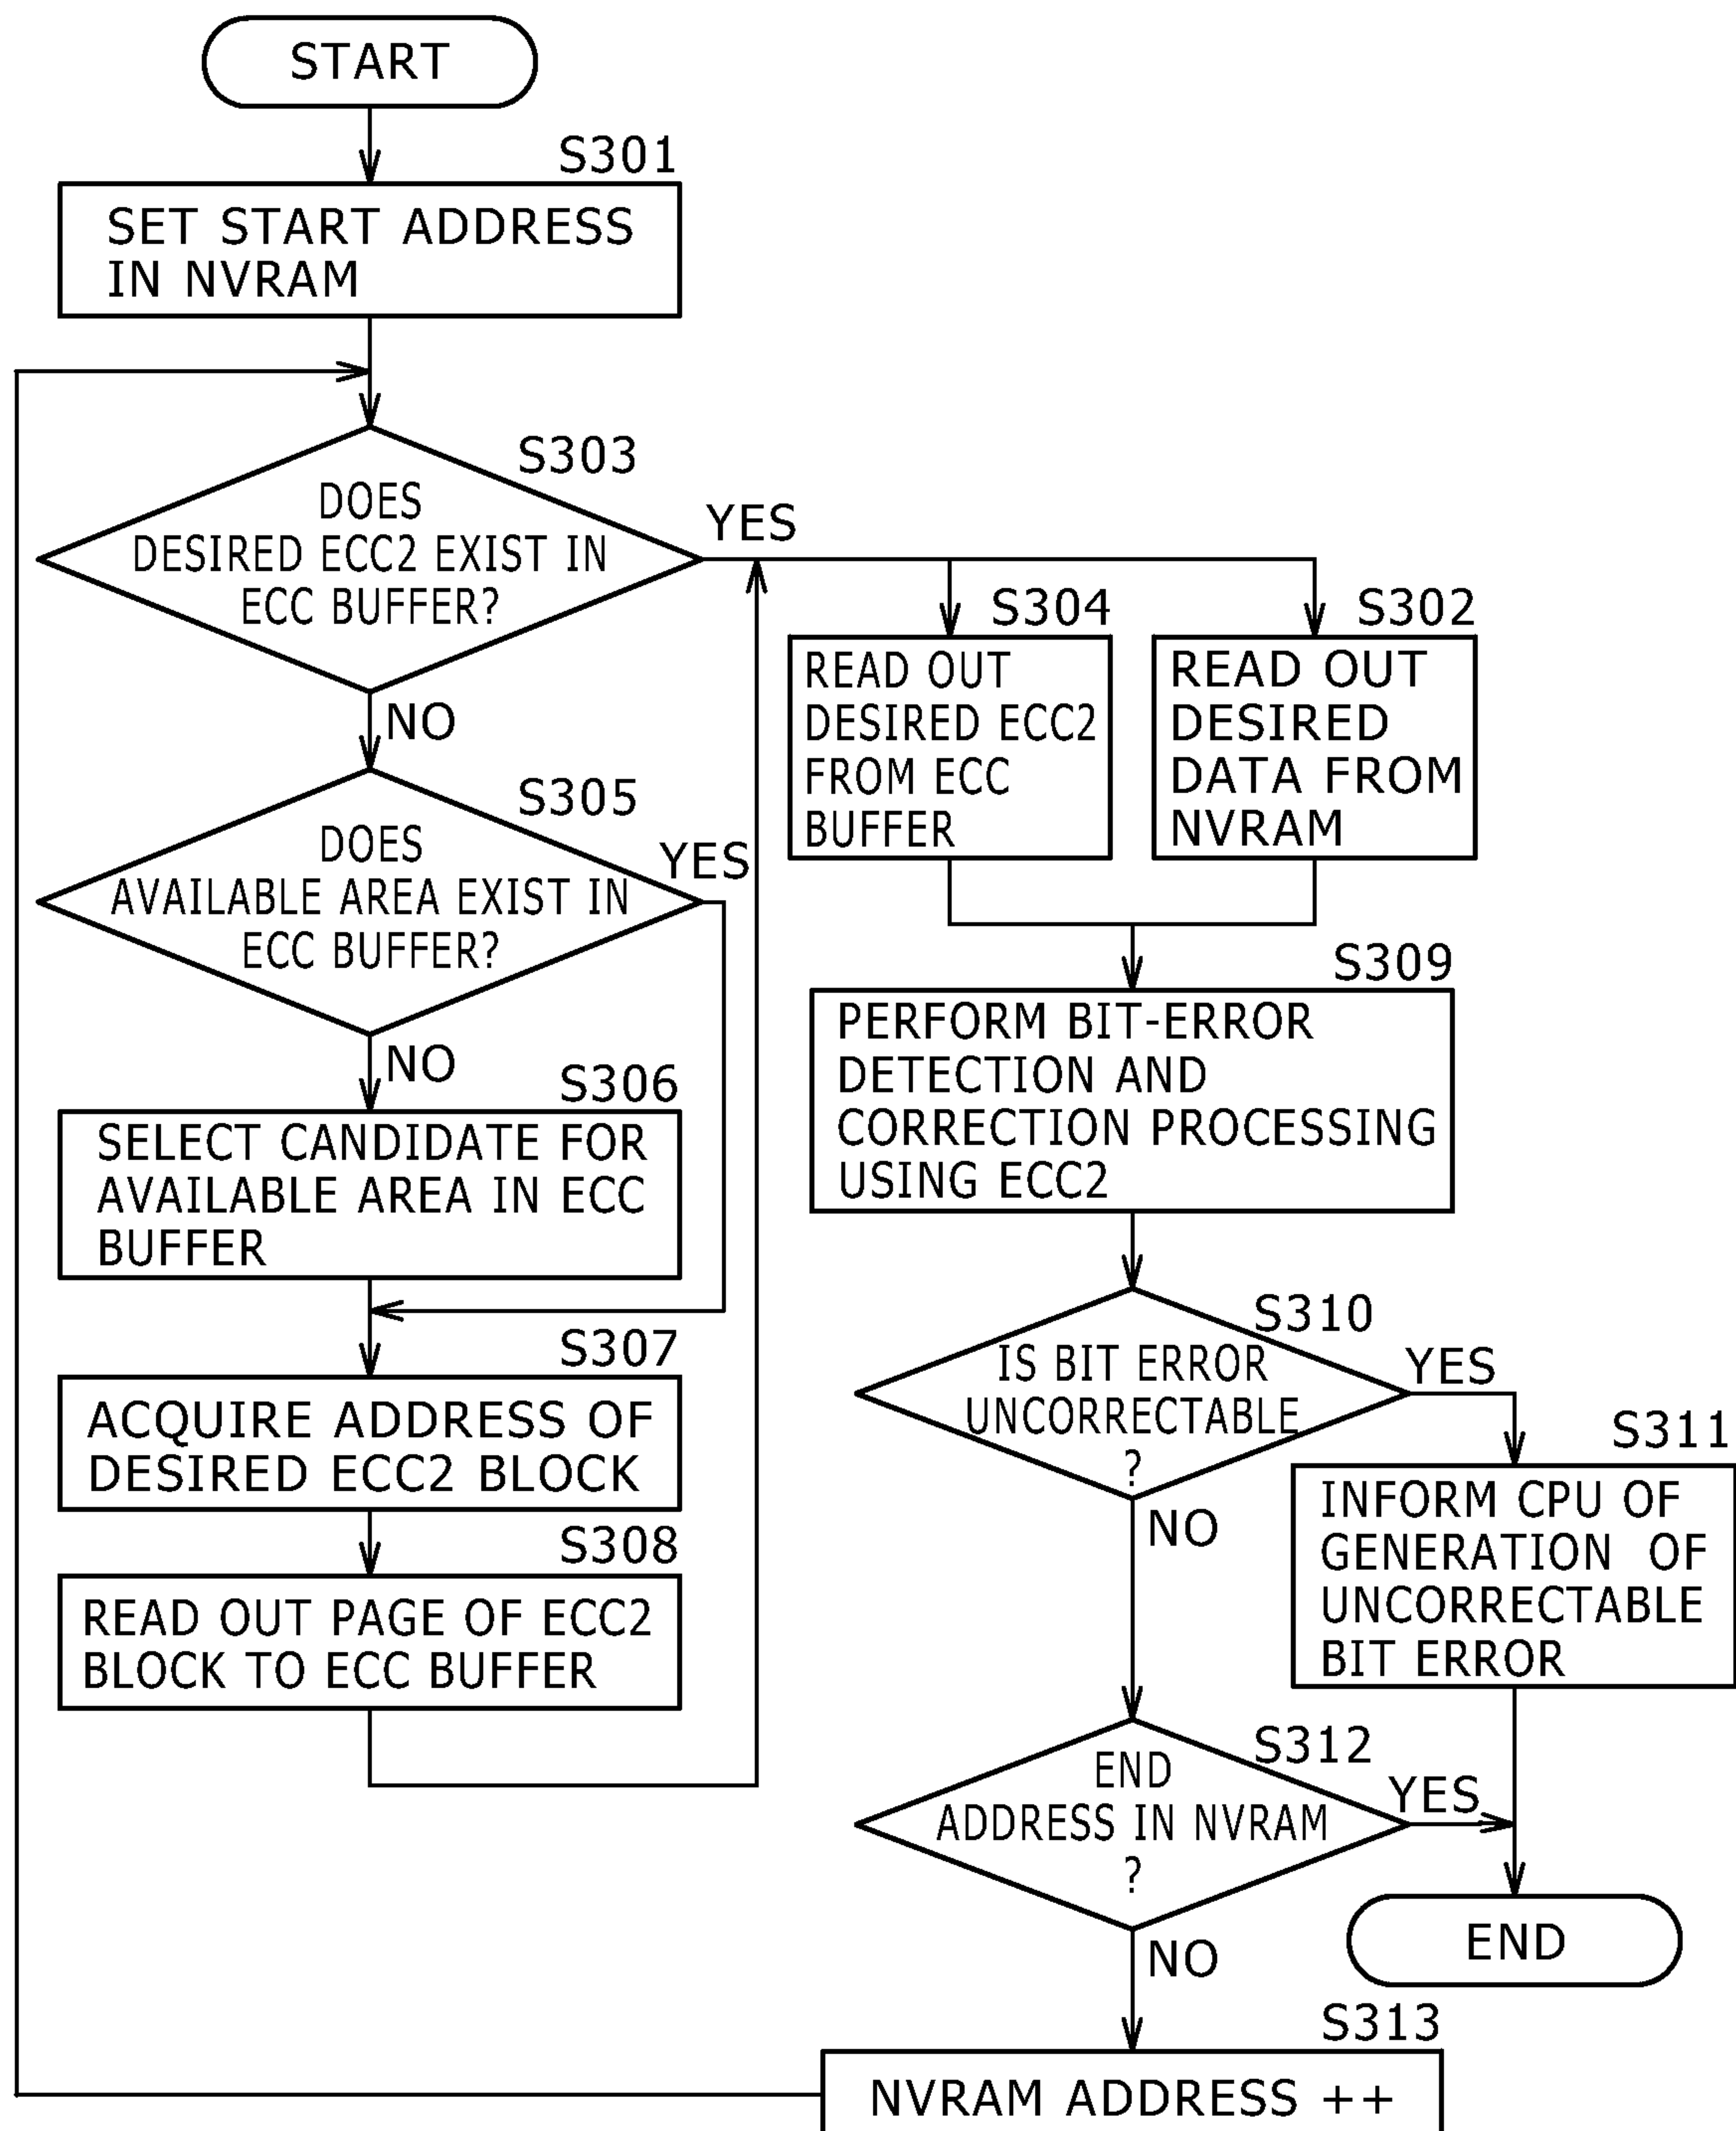 START
S301
SET START ADDRESS
IN NVRAM
S303
DOES
DESIRED ECC2 EXIST IN
ECC BUFFER?
YES
NO
S305
DOES
AVAILABLE AREA EXIST IN
ECC BUFFER?
YES
NO
S306
SELECT CANDIDATE FOR
AVAILABLE AREA IN ECC
BUFFER
S307
ACQUIRE ADDRESS OF
DESIRED ECC2 BLOCK
S308
READ OUT PAGE OF ECC2
BLOCK TO ECC BUFFER
S304
READ OUT
DESIRED ECC2
FROM ECC
BUFFER
S302
READ OUT
DESIRED
DATA FROM
NVRAM
S309
PERFORM BIT-ERROR
DETECTION AND
CORRECTION PROCESSING
USING ECC2
S310
IS BIT ERROR
UNCORRECTABLE
?
YES
NO
S311
INFORM CPU OF
GENERATION OF
UNCORRECTABLE
BIT ERROR
S312
END
ADDRESS IN NVRAM
?
YES
NO
END
S313
NVRAM ADDRESS ++